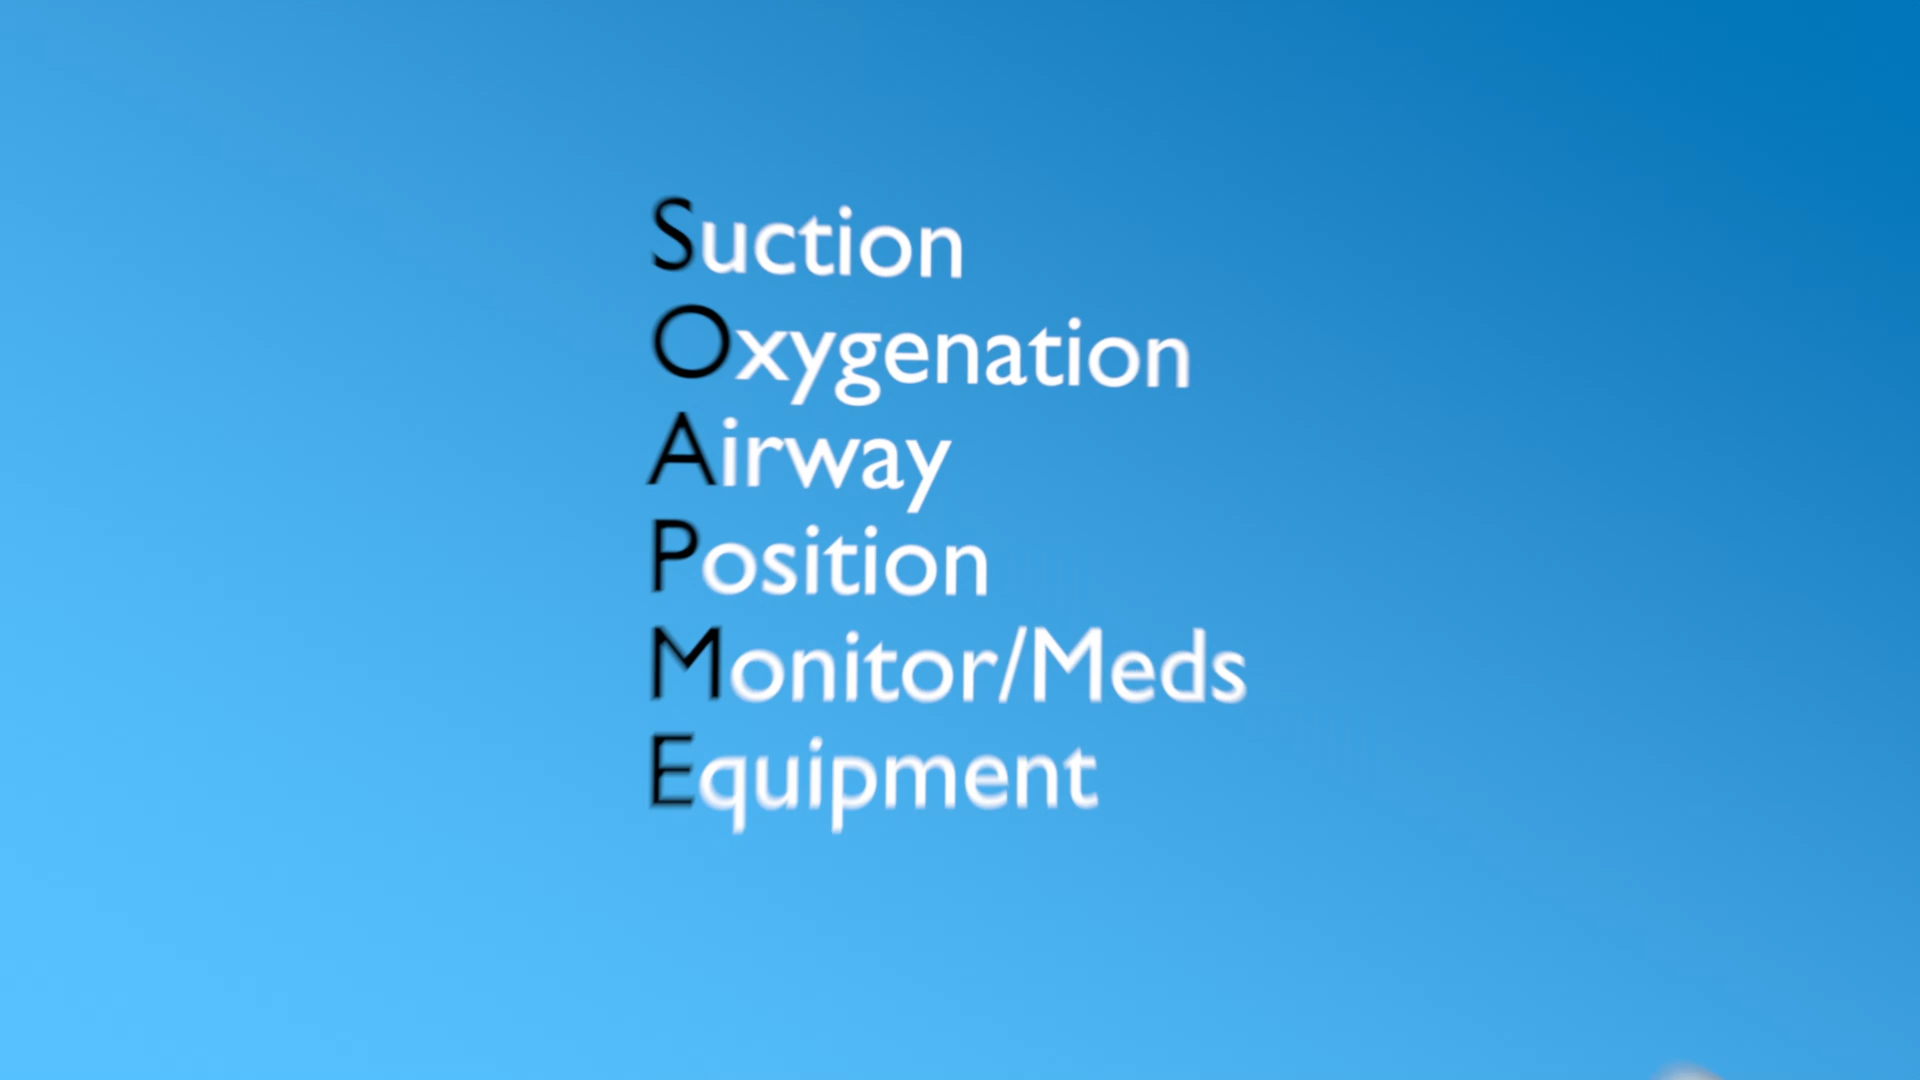 Suction
Oxygenation
Airway
Position
Monitor/Meds
Equipment